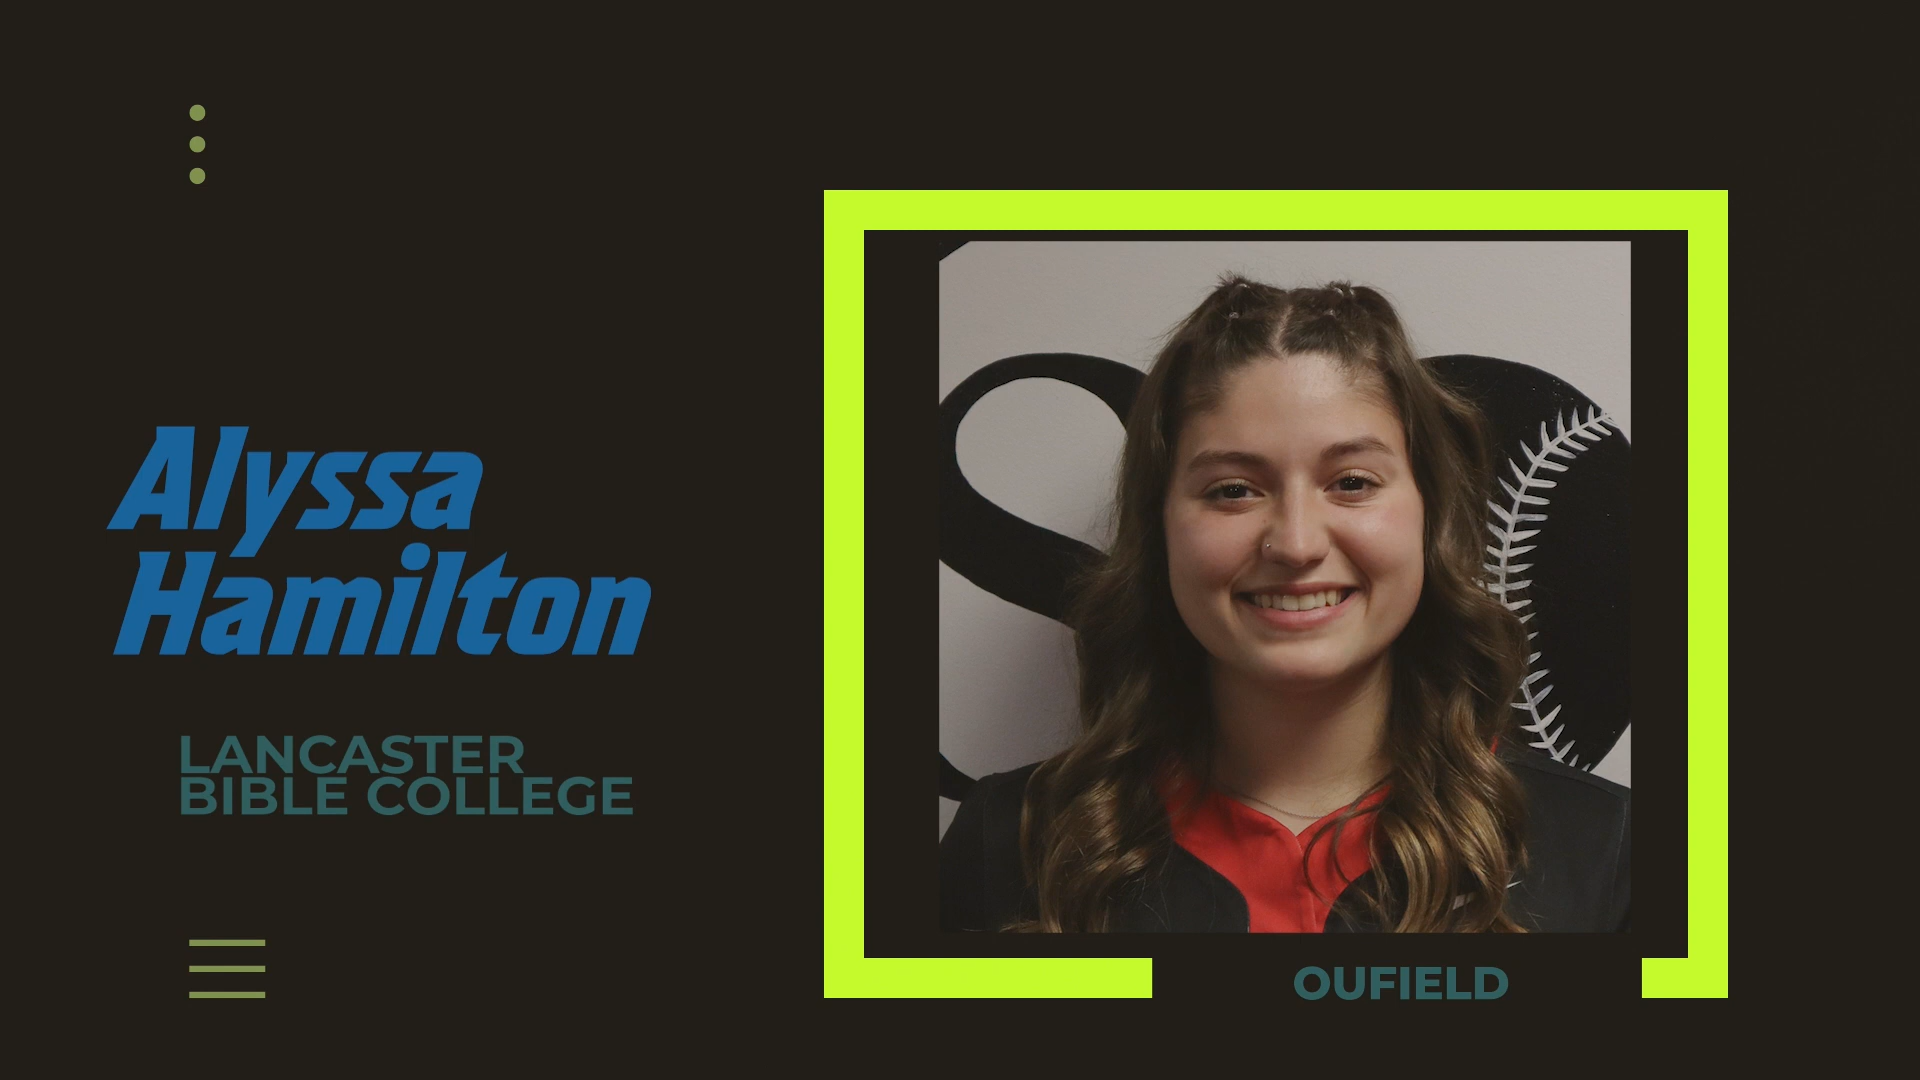 Alyssa
Hamilton
LANCASTER
BIBLE COLLEGE
OUFIELD